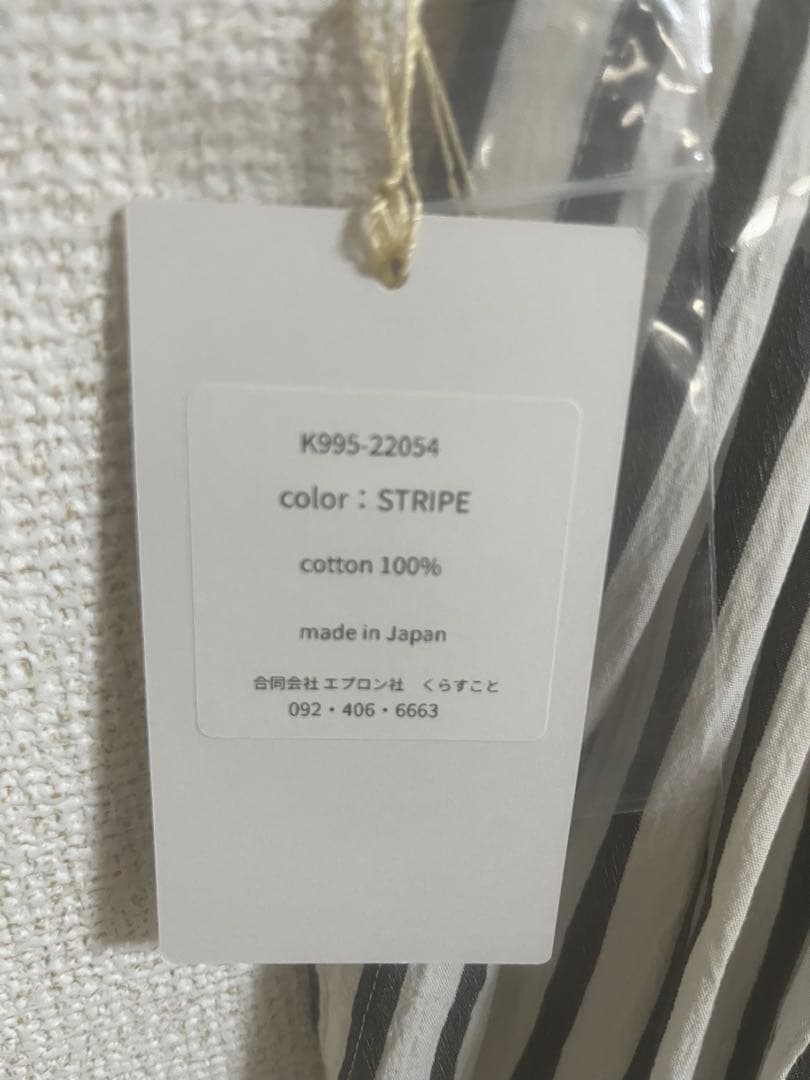 K995-22054
color：STRIPE
cotton 100%
made in Japan
合同会社 エプロン社　くらすこと
092・406・6663